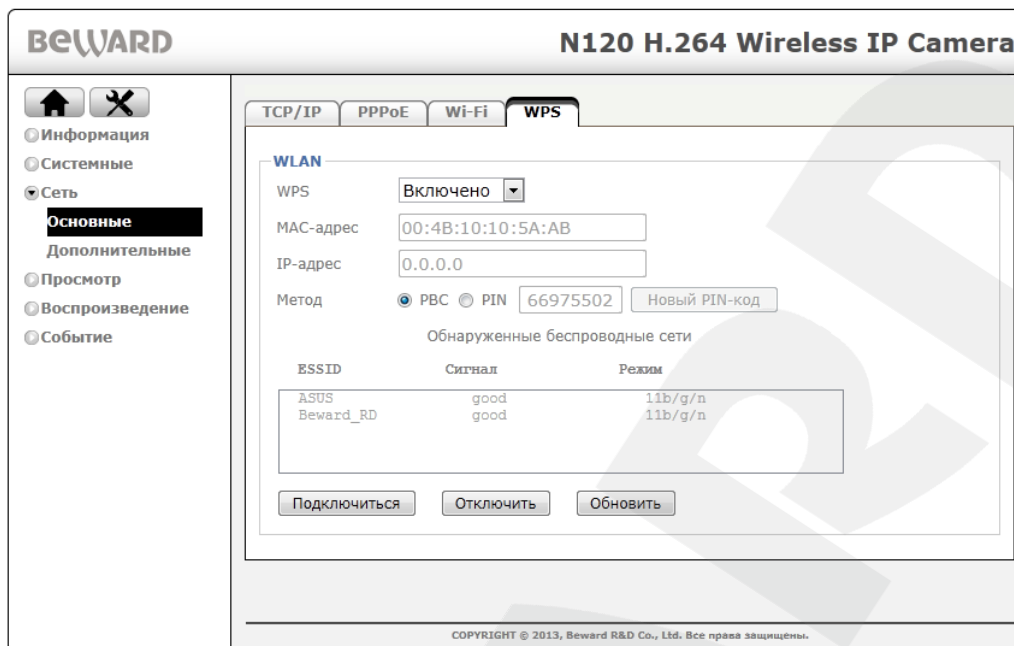 BEWARD
N120 H.264 Wireless IP Camera
Информация
Системные
Сеть
Основные
Дополнительные
Просмотр
Воспроизведение
Событие
TCP/IP PPPoE Wi-Fi WPS
WLAN
WPS Включено
MAC-адрес 00:4B:10:10:5A:AB
IP-адрес 0.0.0.0
Метод PBC PIN 66975502 Новый PIN-код
Обнаруженные беспроводные сети
ESSID Сигнал Режим
ASUS good 11b/g/n
Beward_RD good 11b/g/n
Подключиться Отключить Обновить
COPYRIGHT © 2013, Beward R&D Co., Ltd. Все права защищены.